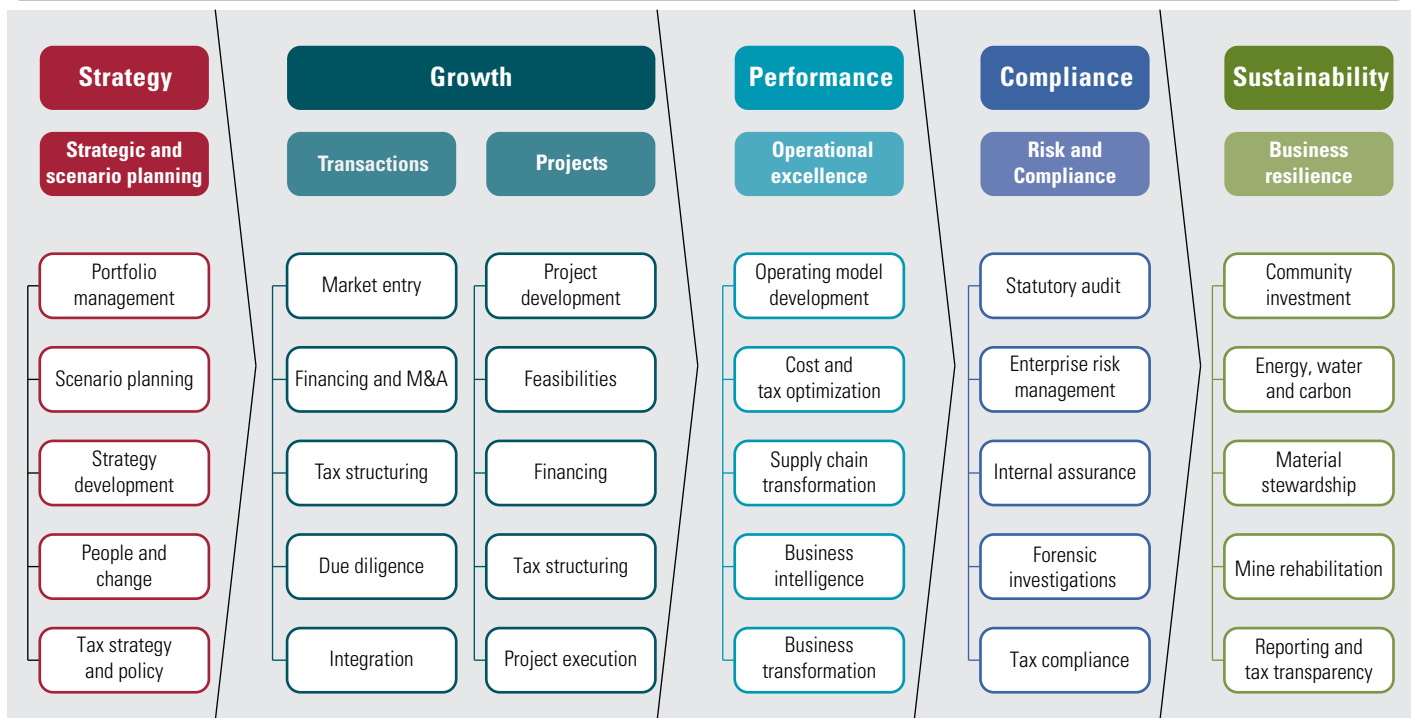 Strategy
Growth
Performance
Compliance
Sustainability
Strategic and
scenario planning
Transactions
Projects
Operational
excellence
Risk and
Compliance
Business
resilience
Portfolio
management
Scenario planning
Strategy
development
People and
change
Tax strategy
and policy
Market entry
Financing and M&A
Tax structuring
Due diligence
Integration
Project
development
Feasibilities
Financing
Tax structuring
Project execution
Operating model
development
Cost and
tax optimization
Supply chain
transformation
Business
intelligence
Business
transformation
Statutory audit
Enterprise risk
management
Internal assurance
Forensic
investigations
Tax compliance
Community
investment
Energy, water
and carbon
Material
stewardship
Mine rehabilitation
Reporting and
tax transparency